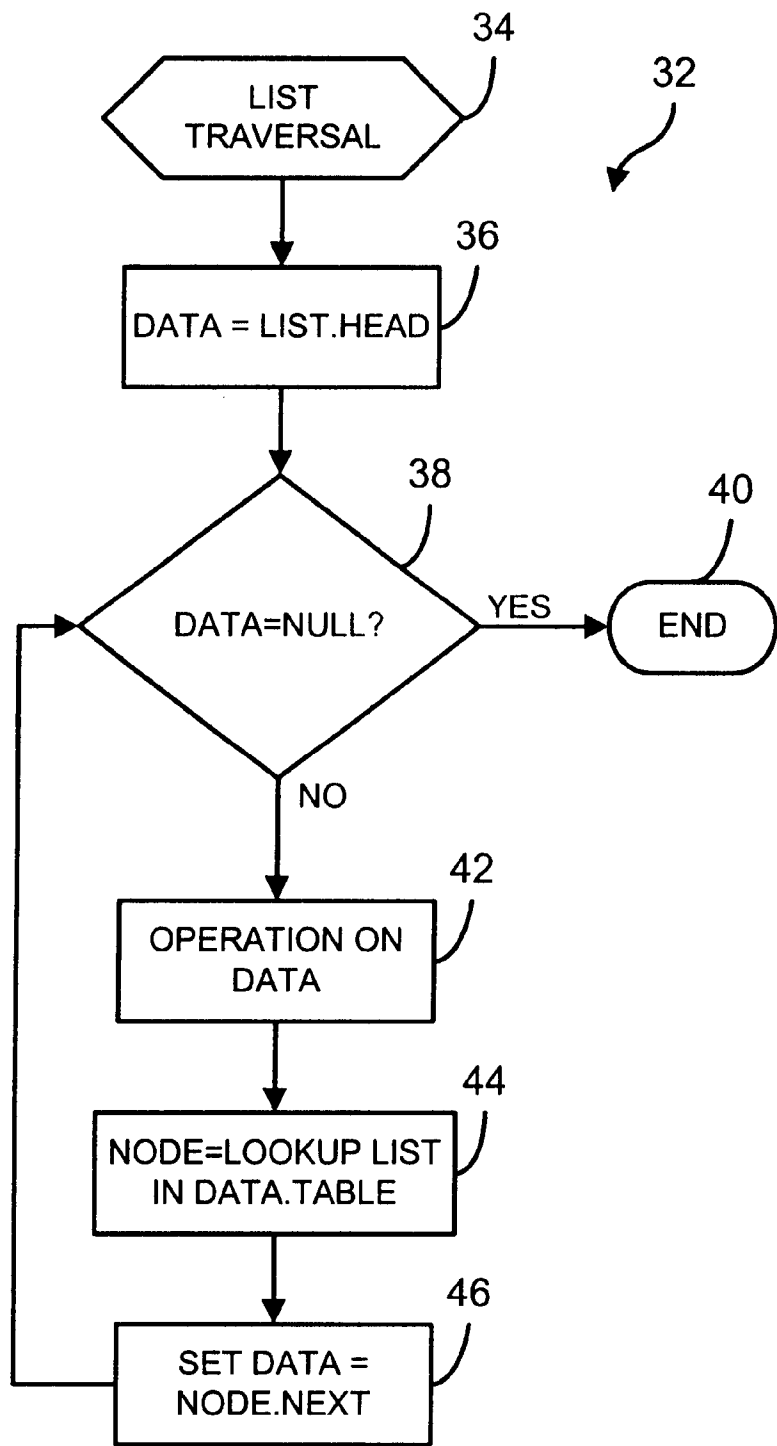 34
32
LIST
TRAVERSAL
36
DATA = LIST.HEAD
38
40
DATA=NULL?
YES
END
NO
42
OPERATION ON
DATA
44
NODE=LOOKUP LIST
IN DATA.TABLE
46
SET DATA =
NODE.NEXT